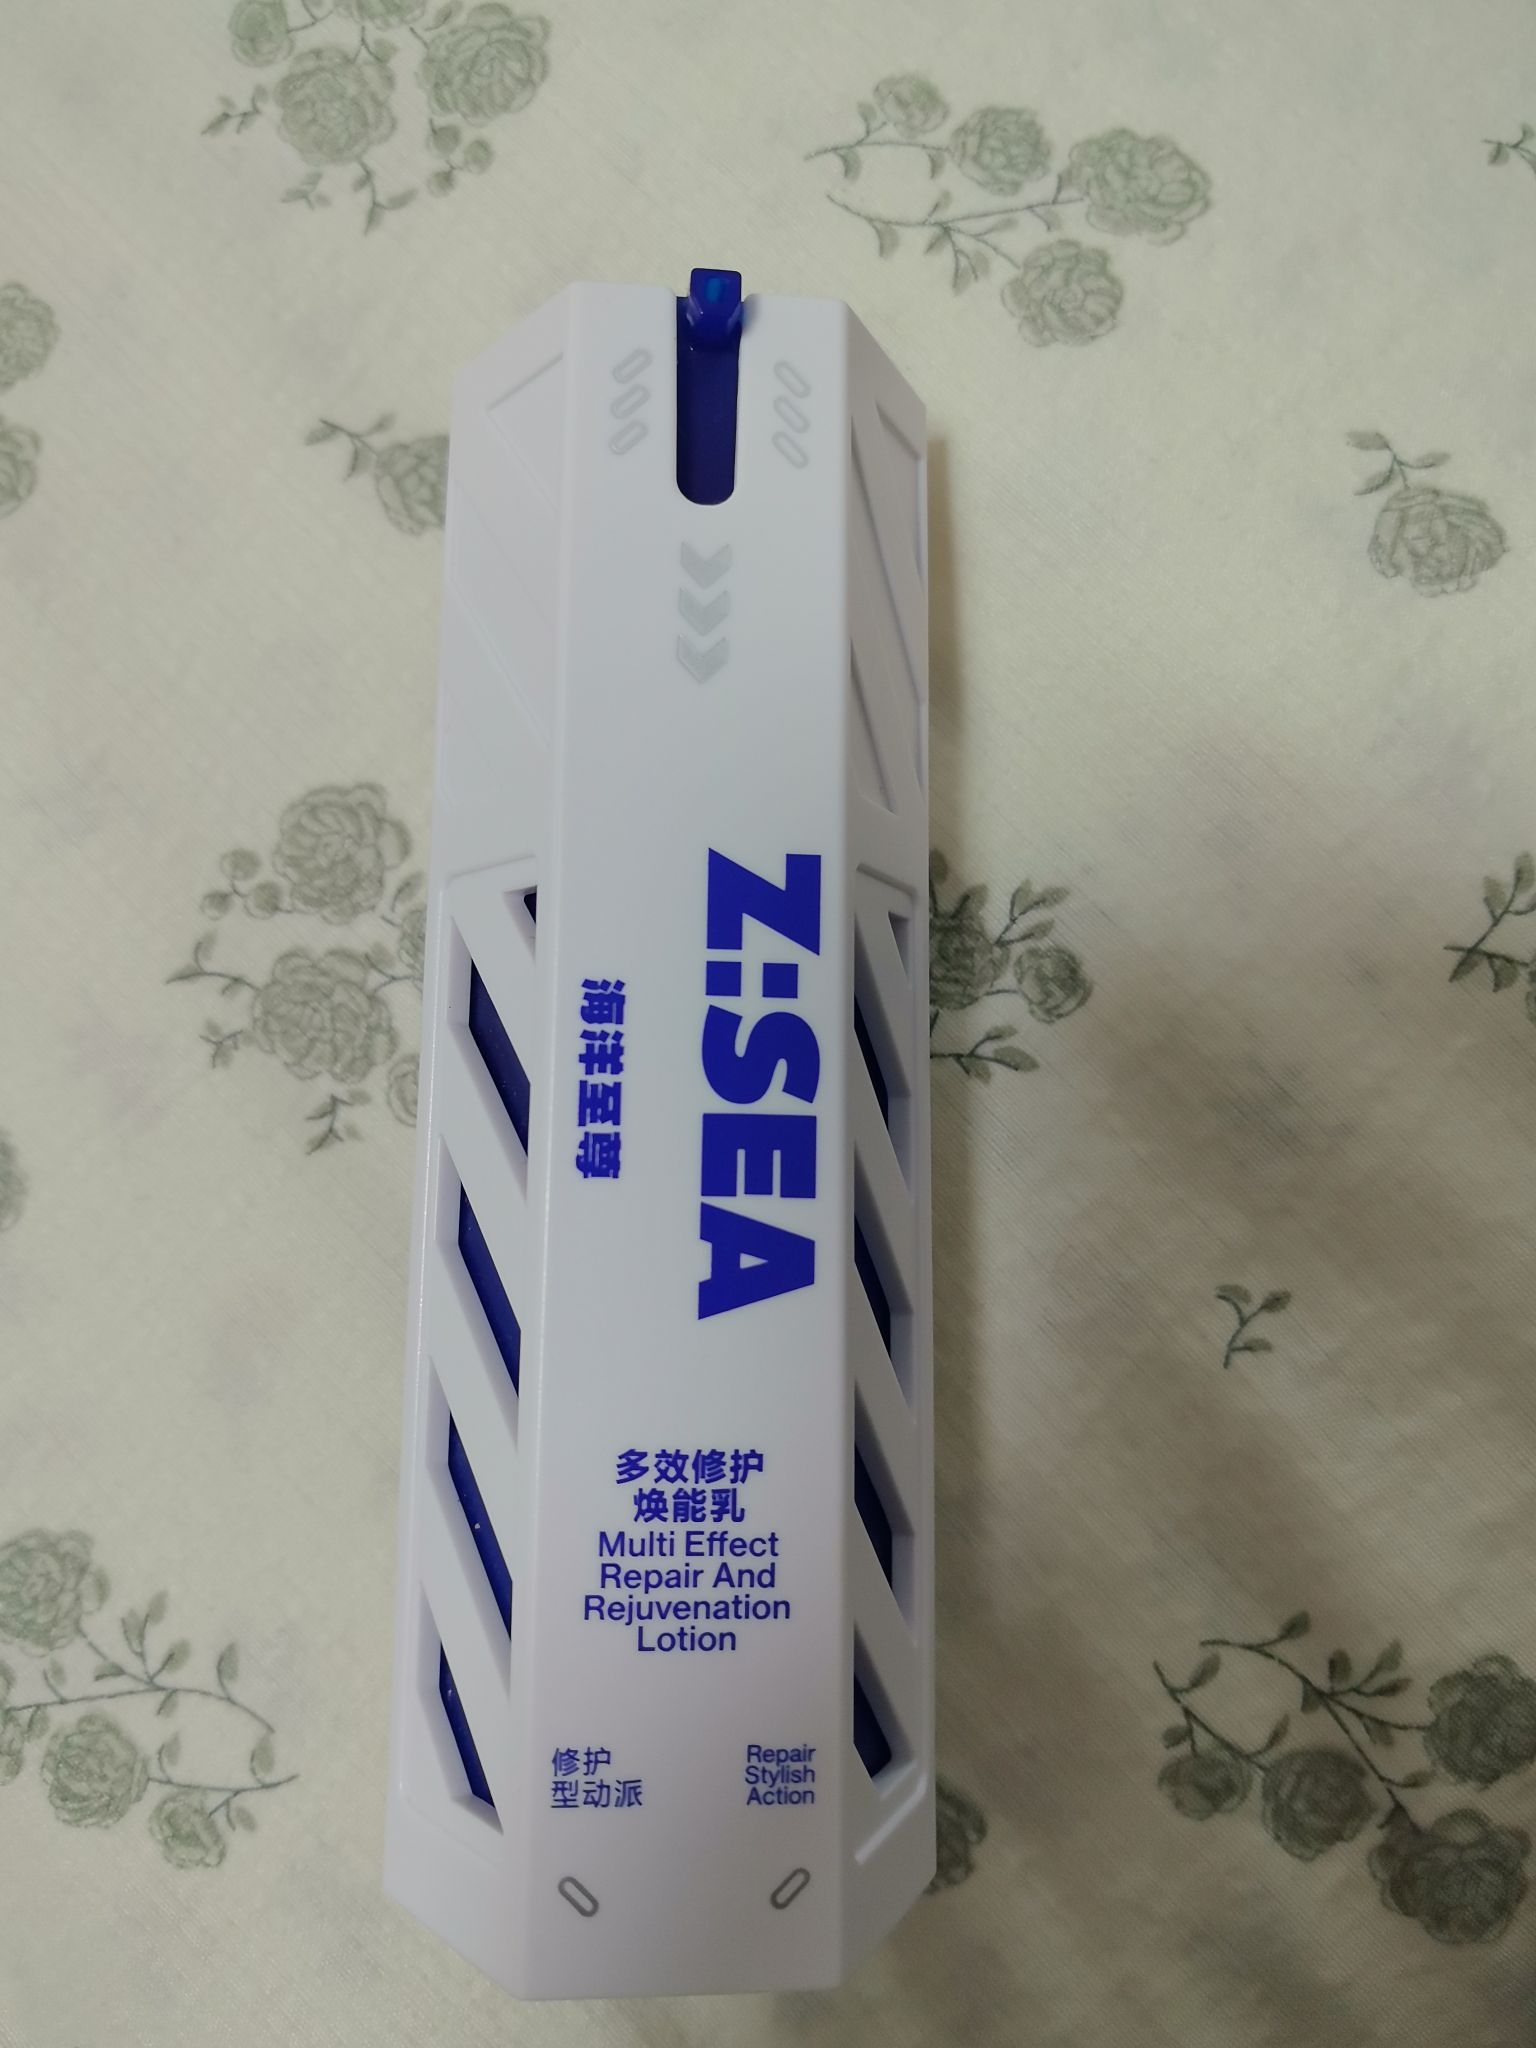 Z:SEA
海洋至尊
多效修护
焕能乳
Multi Effect
Repair And
Rejuvenation
Lotion
修护
型动派
Repair
Stylish
Action